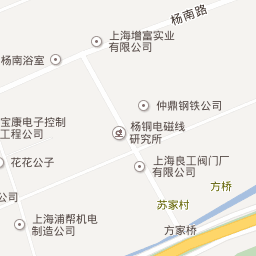 杨南路
上海增富实业
有限公司
杨南浴室
仲鼎钢铁公司
宝康电子控制
工程公司
杨铜电磁线
研究所
花花公子
上海良工阀门厂
有限公司
方桥
公司
苏家村
上海浦帮机电
制造公司
方家桥